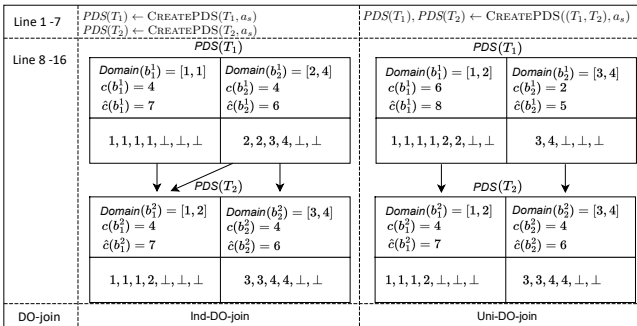 Line 1 -7
PDS(T₁) ← CREATEPDS(T₁, aₛ)
PDS(T₂) ← CREATEPDS(T₂, aₛ)
PDS(T₁), PDS(T₂) ← CREATEPDS((T₁, T₂), aₛ)
Line 8 -16
PDS(T₁)
Domain(b₁¹) = [1, 1]
c(b₁¹) = 4
ĉ(b₁¹) = 7
Domain(b₂¹) = [2, 4]
c(b₂¹) = 4
ĉ(b₂¹) = 6
1, 1, 1, 1, ⊥, ⊥, ⊥
2, 2, 3, 4, ⊥, ⊥
PDS(T₂)
Domain(b₁²) = [1, 2]
c(b₁²) = 4
ĉ(b₁²) = 7
Domain(b₂²) = [3, 4]
c(b₂²) = 4
ĉ(b₂²) = 6
1, 1, 1, 2, ⊥, ⊥, ⊥
3, 3, 4, 4, ⊥, ⊥
PDS(T₁)
Domain(b₁¹) = [1, 2]
c(b₁¹) = 6
ĉ(b₁¹) = 8
Domain(b₂¹) = [3, 4]
c(b₂¹) = 2
ĉ(b₂¹) = 5
1, 1, 1, 1, 2, 2, ⊥, ⊥
3, 4, ⊥, ⊥, ⊥
PDS(T₂)
Domain(b₁²) = [1, 2]
c(b₁²) = 4
ĉ(b₁²) = 7
Domain(b₂²) = [3, 4]
c(b₂²) = 4
ĉ(b₂²) = 6
1, 1, 1, 2, ⊥, ⊥, ⊥
3, 3, 4, 4, ⊥, ⊥
DO-join
Ind-DO-join
Uni-DO-join